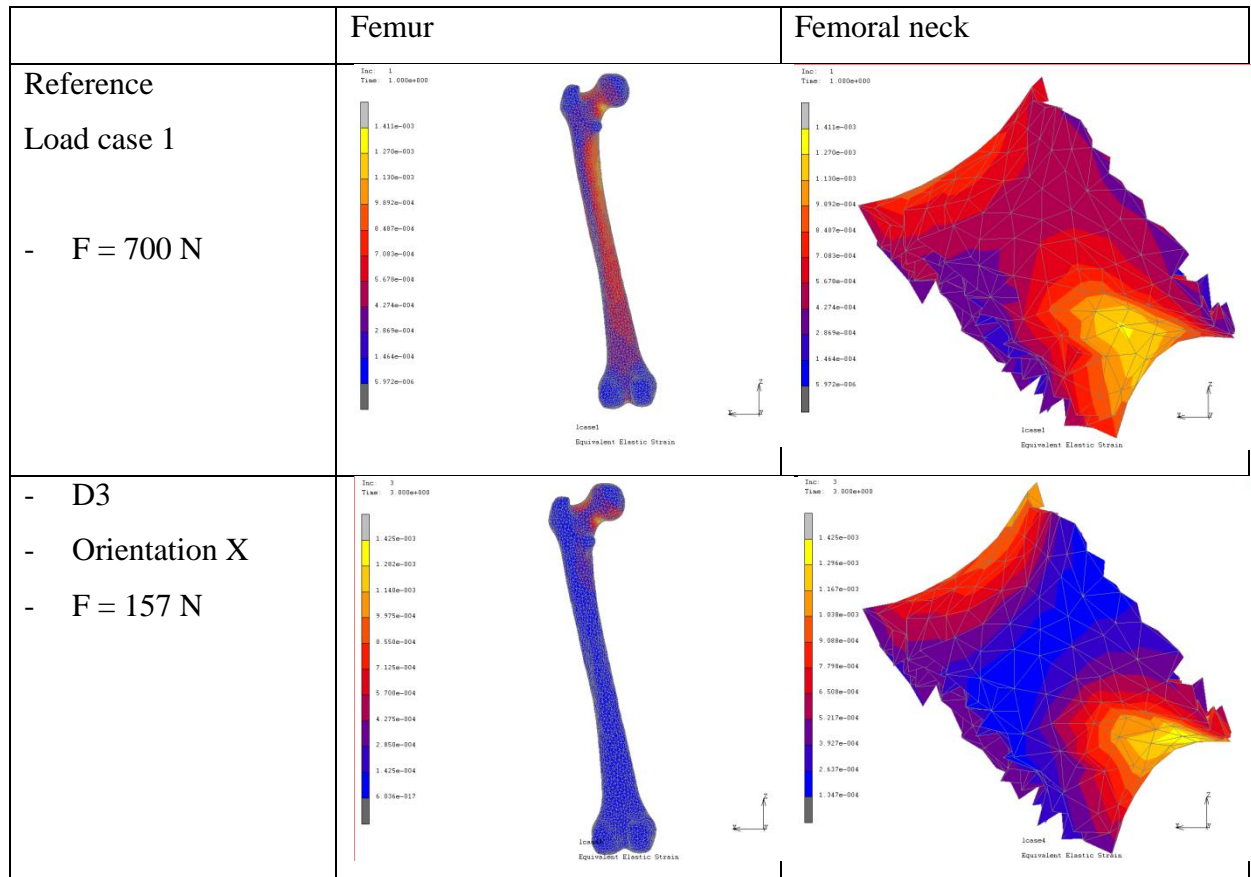 Femur
Femoral neck
Reference
Load case 1
- F = 700 N
Inc: 1
Time: 1.000e+000
1.411e-003
1.270e-003
1.130e-003
9.892e-004
8.487e-004
7.083e-004
5.678e-004
4.274e-004
2.869e-004
1.464e-004
5.972e-006
Z
X
Y
lcase1
Equivalent Elastic Strain
Inc: 1
Time: 1.000e+000
1.411e-003
1.270e-003
1.130e-003
9.892e-004
8.487e-004
7.083e-004
5.678e-004
4.274e-004
2.869e-004
1.464e-004
5.972e-006
Z
X
Y
lcase1
Equivalent Elastic Strain
- D3
- Orientation X
- F = 157 N
Inc: 3
Time: 3.000e+000
1.425e-003
1.282e-003
1.140e-003
9.975e-004
8.550e-004
7.125e-004
5.700e-004
4.275e-004
2.850e-004
1.425e-004
6.036e-017
Z
X
Y
Equivalent Elastic Strain
Inc: 3
Time: 3.000e+000
1.425e-003
1.296e-003
1.167e-003
1.038e-003
9.088e-004
7.798e-004
6.508e-004
5.217e-004
3.927e-004
2.637e-004
1.347e-004
Z
X
Y
lcase4
Equivalent Elastic Strain